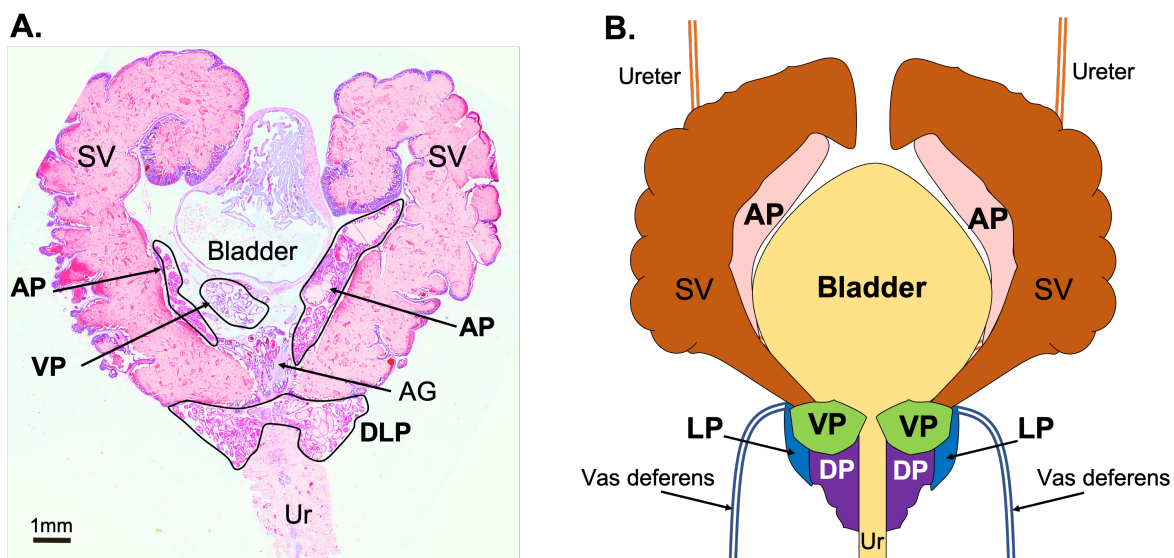 A.
SV
SV
Bladder
AP
AP
VP
AG
DLP
Ur
1mm
B.
Ureter
Ureter
AP
AP
SV
SV
Bladder
LP
VP
VP
LP
DP
DP
Vas deferens
Vas deferens
Ur